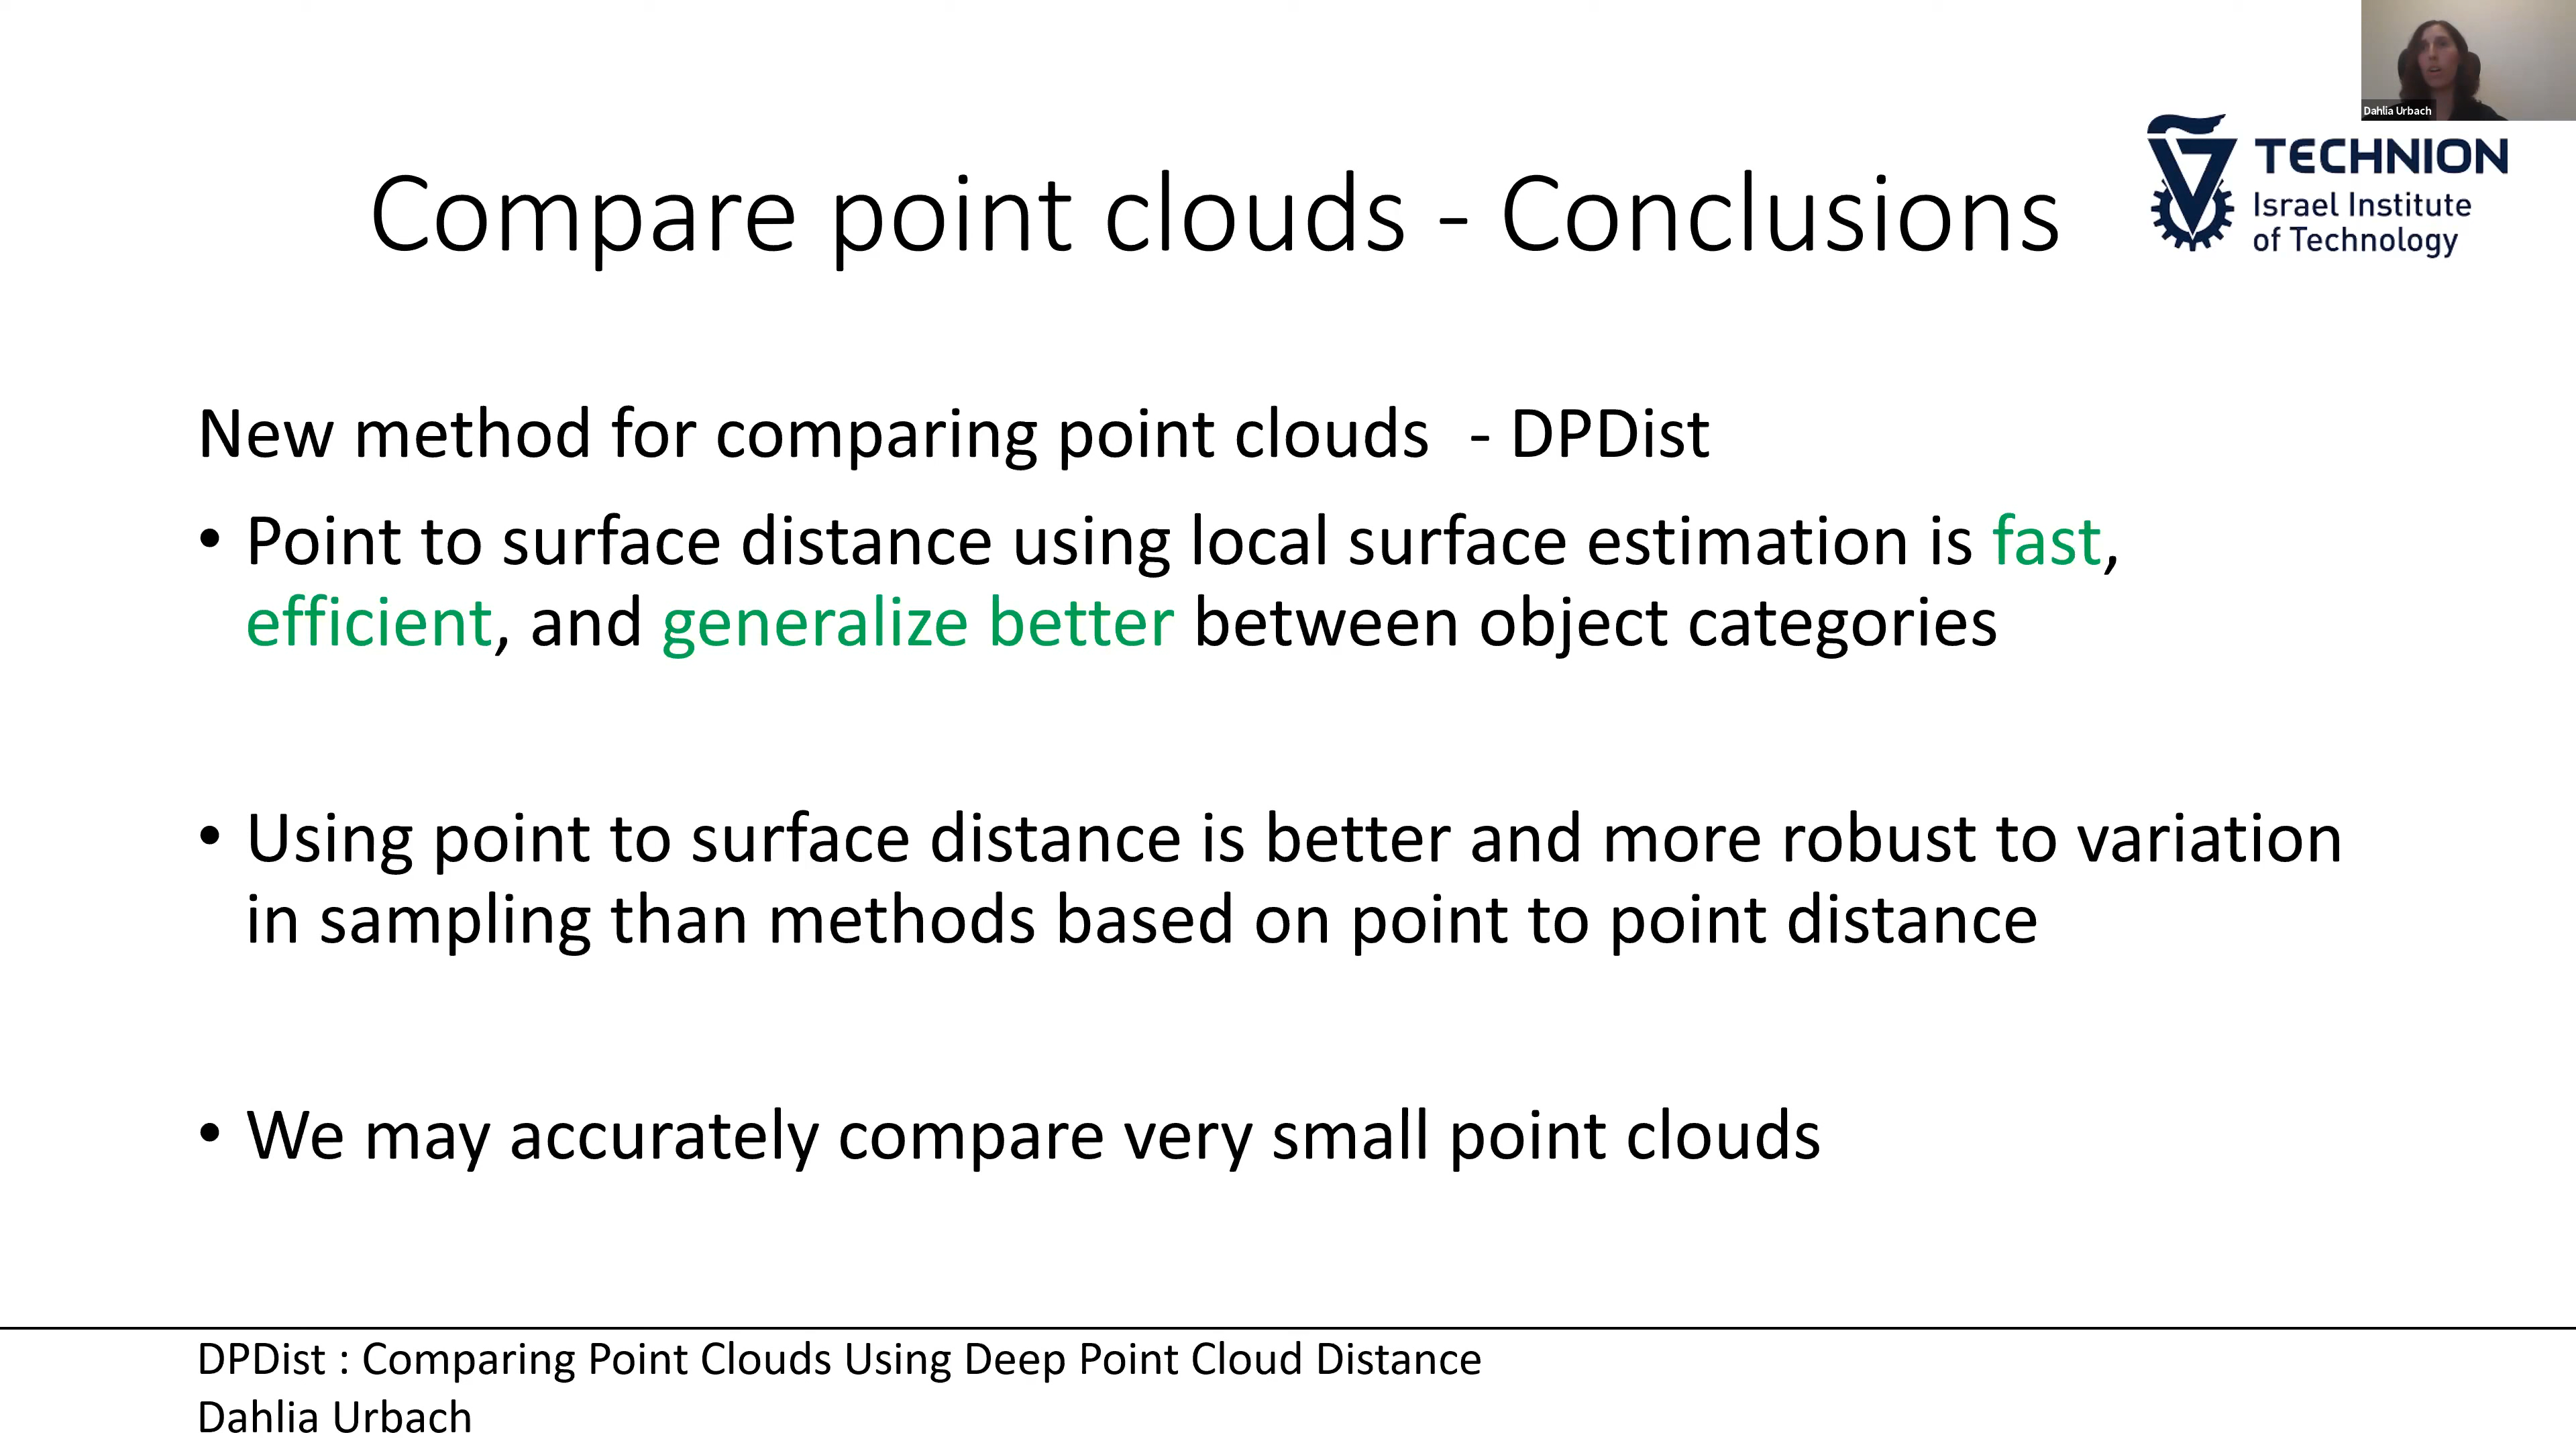 Dahlia Urbach
TECHNION
Israel Institute
of Technology
Compare point clouds - Conclusions
New method for comparing point clouds - DPDist
• Point to surface distance using local surface estimation is fast,
efficient, and generalize better between object categories
• Using point to surface distance is better and more robust to variation
in sampling than methods based on point to point distance
• We may accurately compare very small point clouds
DPDist : Comparing Point Clouds Using Deep Point Cloud Distance
Dahlia Urbach